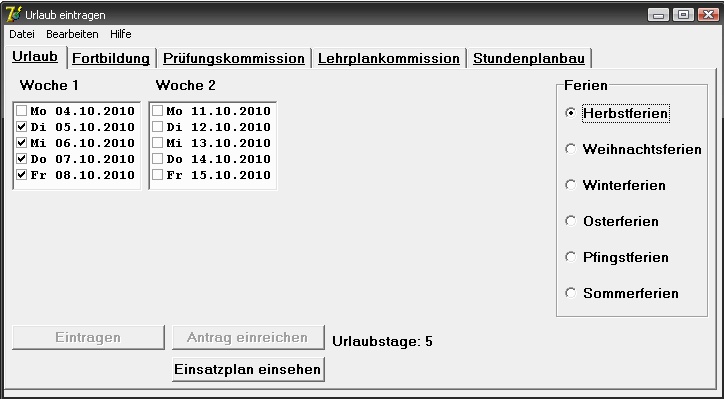 Urlaub eintragen
Datei Bearbeiten Hilfe
Urlaub Fortbildung Prüfungskommission Lehrplankommission Stundenplanbau
Woche 1 Woche 2
Mo 04.10.2010 Mo 11.10.2010
Di 05.10.2010 Di 12.10.2010
Mi 06.10.2010 Mi 13.10.2010
Do 07.10.2010 Do 14.10.2010
Fr 08.10.2010 Fr 15.10.2010
Ferien
Herbstferien
Weihnachtsferien
Winterferien
Osterferien
Pfingstferien
Sommerferien
Eintragen Antrag einreichen Urlaubstage: 5
Einsatzplan einsehen